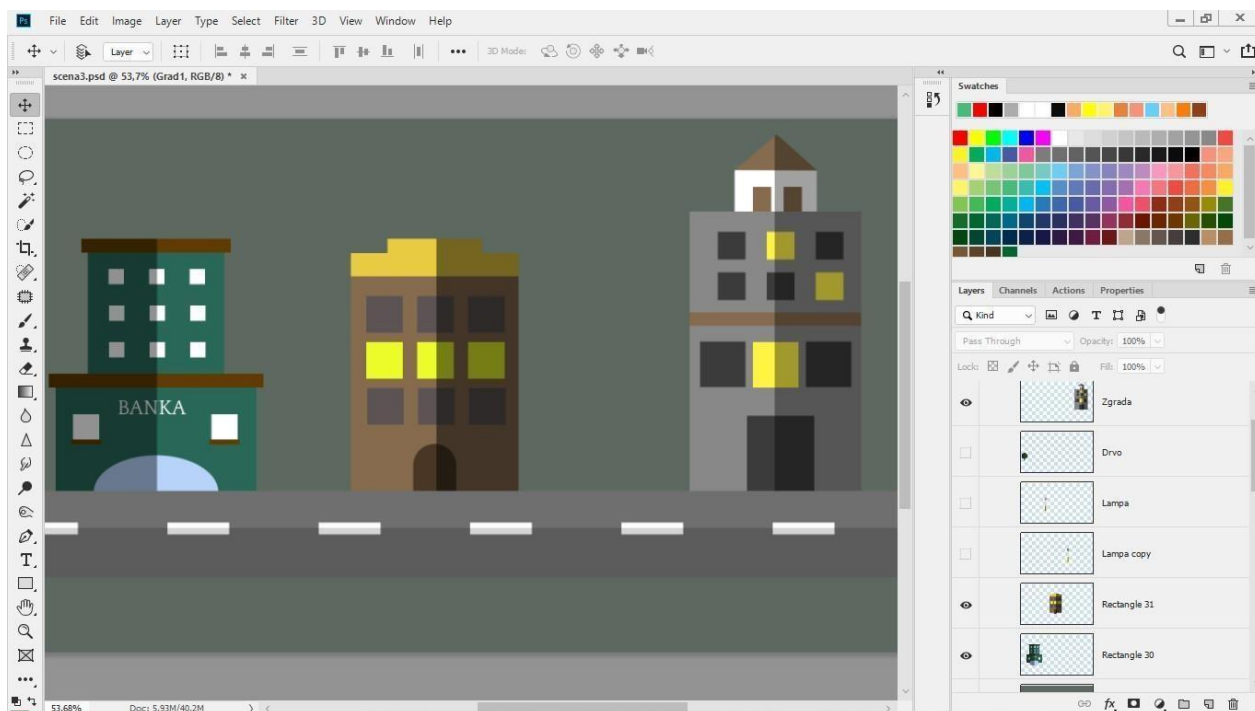 Ps File Edit Image Layer Type Select Filter 3D View Window Help
Layer 3D Mode:
scena3.psd @ 53,7% (Grad1, RGB/8) *
Swatches
BANKA
Layers Channels Actions Properties
Kind
Pass Through Opacity: 100%
Lock: Fill: 100%
Zgrada
Drvo
Lampa
Lampa copy
Rectangle 31
Rectangle 30
53,68% Doc: 5,93M/40,2M
fx